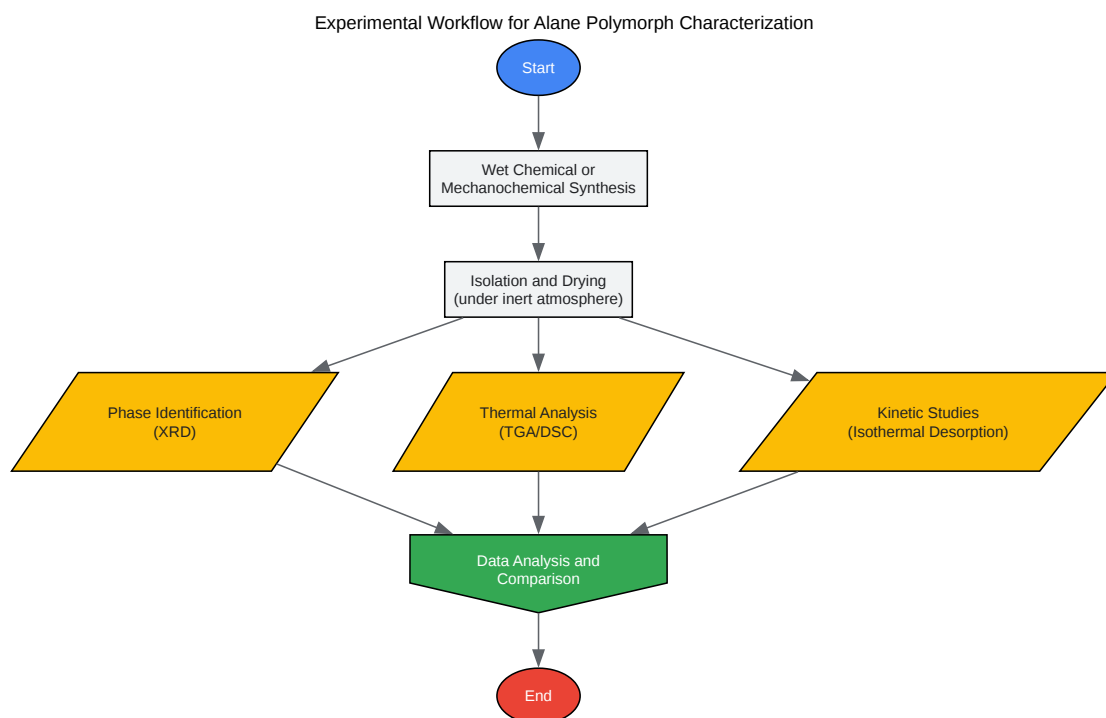 Experimental Workflow for Alane Polymorph Characterization
Start
Wet Chemical or
Mechanochemical Synthesis
Isolation and Drying
(under inert atmosphere)
Phase Identification
(XRD)
Thermal Analysis
(TGA/DSC)
Kinetic Studies
(Isothermal Desorption)
Data Analysis and
Comparison
End